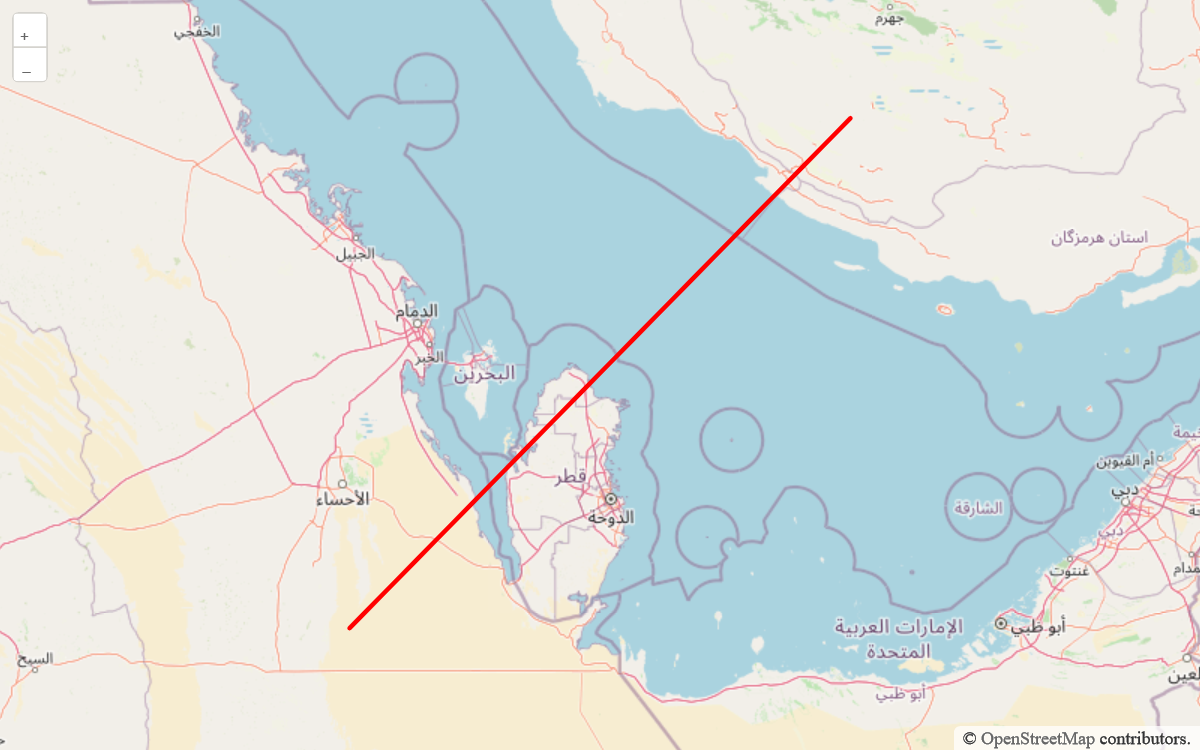 +
–
الخفجي
جهرم
استان هرمزگان
الجبيل
الدمام
الخبر
البحرين
قطر
الأحساء
الدوحة
أم القيوين
دبي
الشارقة
دبي
غنتوت
الإمارات العربية
المتحدة
أبو ظبي
أبو ظبي
السيح
© OpenStreetMap contributors.